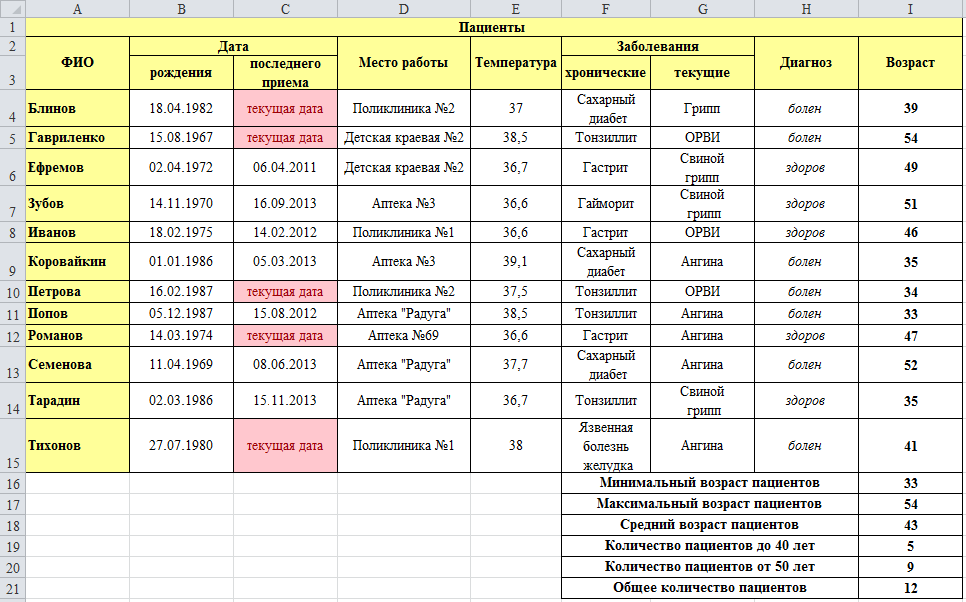 A B C D E F G H I
1 Пациенты
2 ФИО Дата Место работы Температура Заболевания Диагноз Возраст
3 рождения последнего приема хронические текущие
4 Блинов 18.04.1982 текущая дата Поликлиника №2 37 Сахарный диабет Грипп болен 39
5 Гавриленко 15.08.1967 текущая дата Детская краевая №2 38,5 Тонзиллит ОРВИ болен 54
6 Ефремов 02.04.1972 06.04.2011 Детская краевая №2 36,7 Гастрит Свиной грипп здоров 49
7 Зубов 14.11.1970 16.09.2013 Аптека №3 36,6 Гайморит Свиной грипп здоров 51
8 Иванов 18.02.1975 14.02.2012 Поликлиника №1 36,6 Гастрит ОРВИ здоров 46
9 Коровайкин 01.01.1986 05.03.2013 Аптека №3 39,1 Сахарный диабет Ангина болен 35
10 Петрова 16.02.1987 текущая дата Поликлиника №2 37,5 Тонзиллит ОРВИ болен 34
11 Попов 05.12.1987 15.08.2012 Аптека "Радуга" 38,5 Тонзиллит Ангина болен 33
12 Романов 14.03.1974 текущая дата Аптека №69 36,6 Гастрит Ангина здоров 47
13 Семенова 11.04.1969 08.06.2013 Аптека "Радуга" 37,7 Сахарный диабет Ангина болен 52
14 Тарадин 02.03.1986 15.11.2013 Аптека "Радуга" 36,7 Тонзиллит Свиной грипп здоров 35
15 Тихонов 27.07.1980 текущая дата Поликлиника №1 38 Язвенная болезнь желудка Ангина болен 41
16 Минимальный возраст пациентов 33
17 Максимальный возраст пациентов 54
18 Средний возраст пациентов 43
19 Количество пациентов до 40 лет 5
20 Количество пациентов от 50 лет 9
21 Общее количество пациентов 12